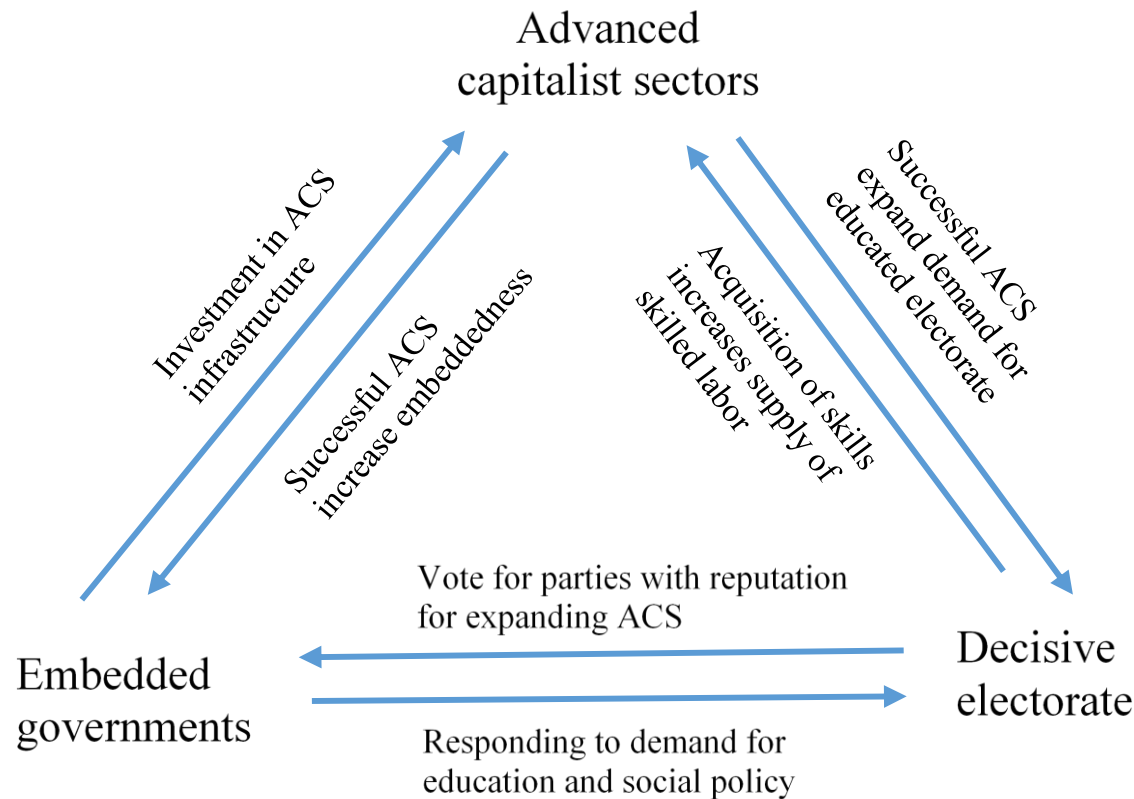 Advanced
capitalist sectors
Investment in ACS
infrastructure
Successful ACS
increase embeddedness
Acquisition of skills
increases supply of
skilled labor
Successful ACS
expand demand for
educated electorate
Vote for parties with reputation
for expanding ACS
Embedded
governments
Decisive
electorate
Responding to demand for
education and social policy